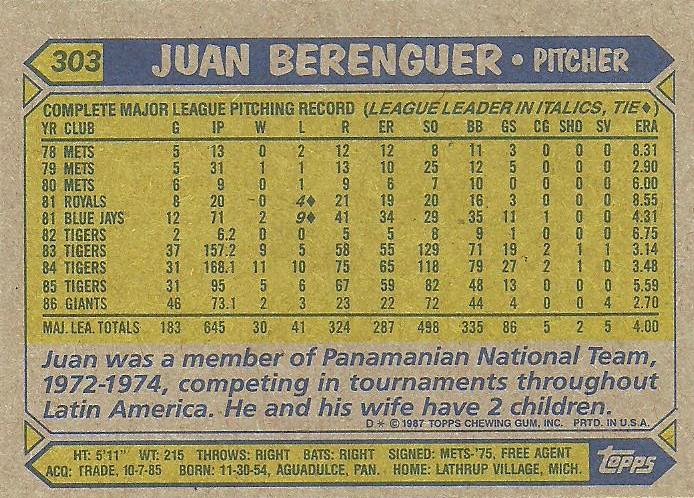 303 JUAN BERENGUER • PITCHER
COMPLETE MAJOR LEAGUE PITCHING RECORD (LEAGUE LEADER IN ITALICS, TIE♦)
YR CLUB G IP W L R ER SO BB GS CG SHO SV ERA
78 METS 5 13 0 2 12 12 8 11 3 0 0 0 8.31
79 METS 5 31 1 1 13 10 25 12 5 0 0 0 2.90
80 METS 6 9 0 1 9 6 7 10 0 0 0 0 6.00
81 ROYALS 8 20 0 4♦ 21 19 20 16 3 0 0 0 8.55
81 BLUE JAYS 12 71 2 9♦ 41 34 29 35 11 1 0 0 4.31
82 TIGERS 2 6.2 0 0 5 5 8 9 1 0 0 0 6.75
83 TIGERS 37 157.2 9 5 58 55 129 71 19 2 1 1 3.14
84 TIGERS 31 168.1 11 10 75 65 118 79 27 2 1 0 3.48
85 TIGERS 31 95 5 6 67 59 82 48 13 0 0 0 5.59
86 GIANTS 46 73.1 2 3 23 22 72 44 4 0 0 4 2.70
MAJ. LEA. TOTALS 183 645 30 41 324 287 498 335 86 5 2 5 4.00
Juan was a member of Panamanian National Team,
1972-1974, competing in tournaments throughout
Latin America. He and his wife have 2 children.
D * © 1987 TOPPS CHEWING GUM, INC. PRTD. IN U.S.A.
HT: 5'11" WT: 215 THROWS: RIGHT BATS: RIGHT SIGNED: METS-'75, FREE AGENT
ACQ: TRADE, 10-7-85 BORN: 11-30-54, AGUADULCE, PAN. HOME: LATHRUP VILLAGE, MICH.
TOPPS